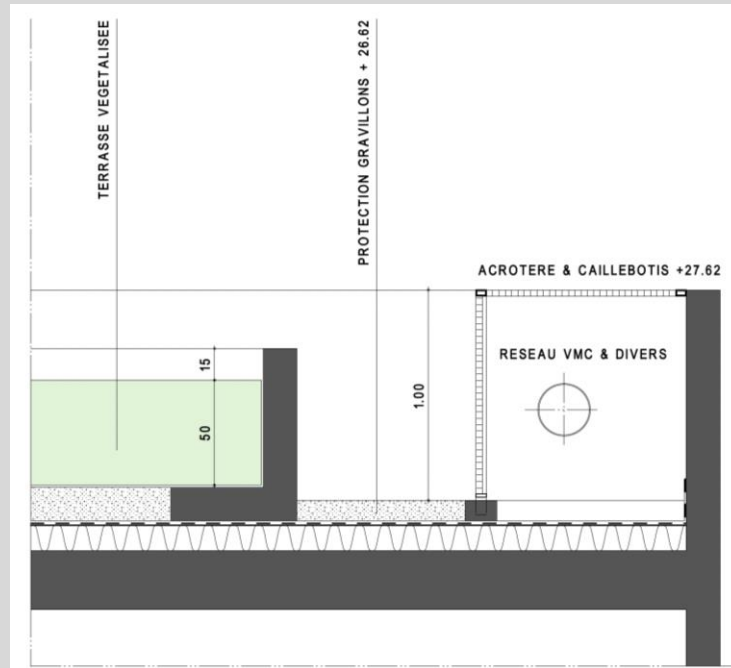 TERRASSE VEGETALISEE
PROTECTION GRAVILLONS + 26.62
ACROTERE & CAILLEBOTIS +27.62
RESEAU VMC & DIVERS
15
50
1.00